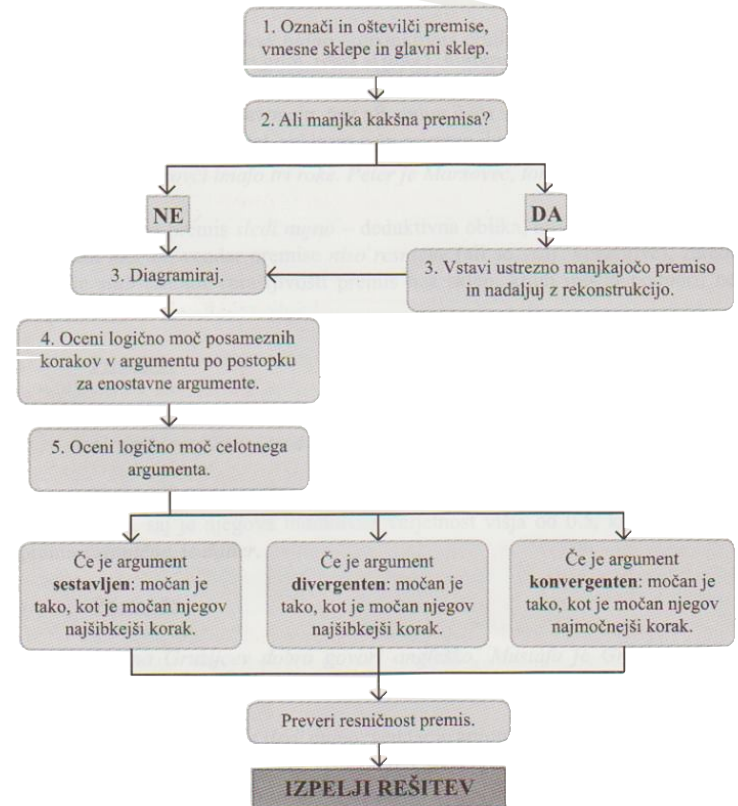 1. Označi in oštevilči premise,
vmesne sklepe in glavni sklep.
2. Ali manjka kakšna premisa?
NE
DA
3. Diagramiraj.
3. Vstavi ustrezno manjkajočo premiso
in nadaljuj z rekonstrukcijo.
4. Oceni logično moč posameznih
korakov v argumentu po postopku
za enostavne argumente.
5. Oceni logično moč celotnega
argumenta.
Če je argument
sestavljen: močan je
tako, kot je močan njegov
najšibkejši korak.
Če je argument
divergenten: močan je
tako, kot je močan njegov
najšibkejši korak.
Če je argument
konvergenten: močan je
tako, kot je močan njegov
najmočnejši korak.
Preveri resničnost premis.
IZPELJI REŠITEV